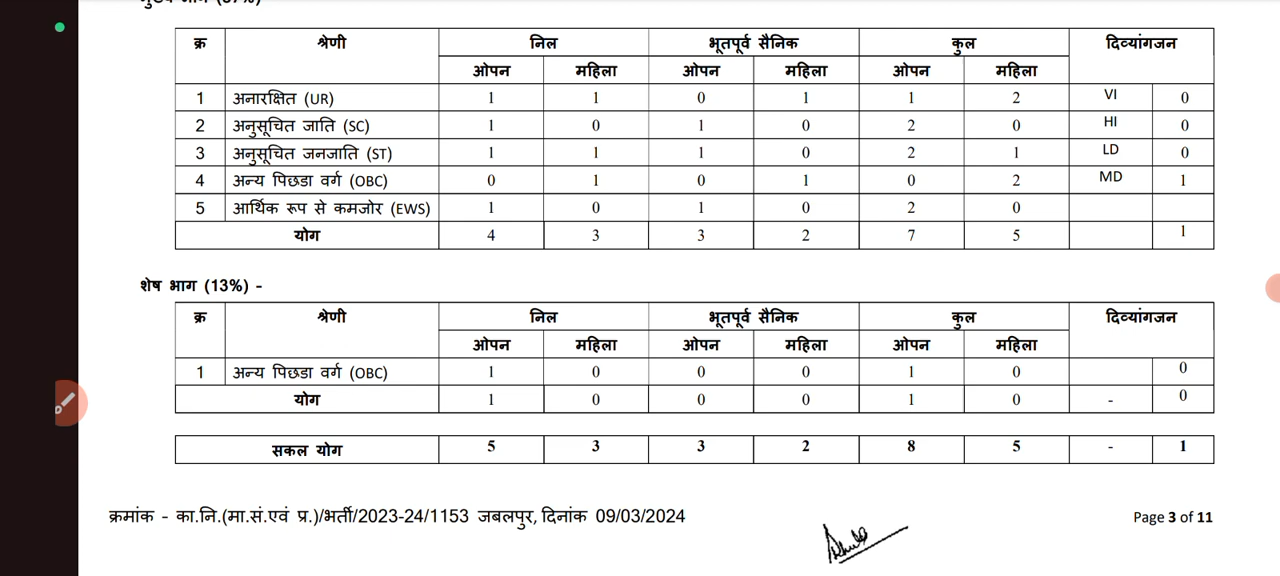 मुख्य भाग (87%)
क्र श्रेणी निल भूतपूर्व सैनिक कुल दिव्यांगजन
ओपन महिला ओपन महिला ओपन महिला
1 अनारक्षित (UR) 1 1 0 1 1 2 VI 0
2 अनुसूचित जाति (SC) 1 0 1 0 2 0 HI 0
3 अनुसूचित जनजाति (ST) 1 1 1 0 2 1 LD 0
4 अन्य पिछडा वर्ग (OBC) 0 1 0 1 0 2 MD 1
5 आर्थिक रूप से कमजोर (EWS) 1 0 1 0 2 0
योग 4 3 3 2 7 5 1
शेष भाग (13%) -
क्र श्रेणी निल भूतपूर्व सैनिक कुल दिव्यांगजन
ओपन महिला ओपन महिला ओपन महिला
1 अन्य पिछडा वर्ग (OBC) 1 0 0 0 1 0 0
योग 1 0 0 0 1 0 - 0
सकल योग 5 3 3 2 8 5 - 1
क्रमांक - का.नि.(मा.सं.एवं प्र.)/भर्ती/2023-24/1153 जबलपुर, दिनांक 09/03/2024
Page 3 of 11